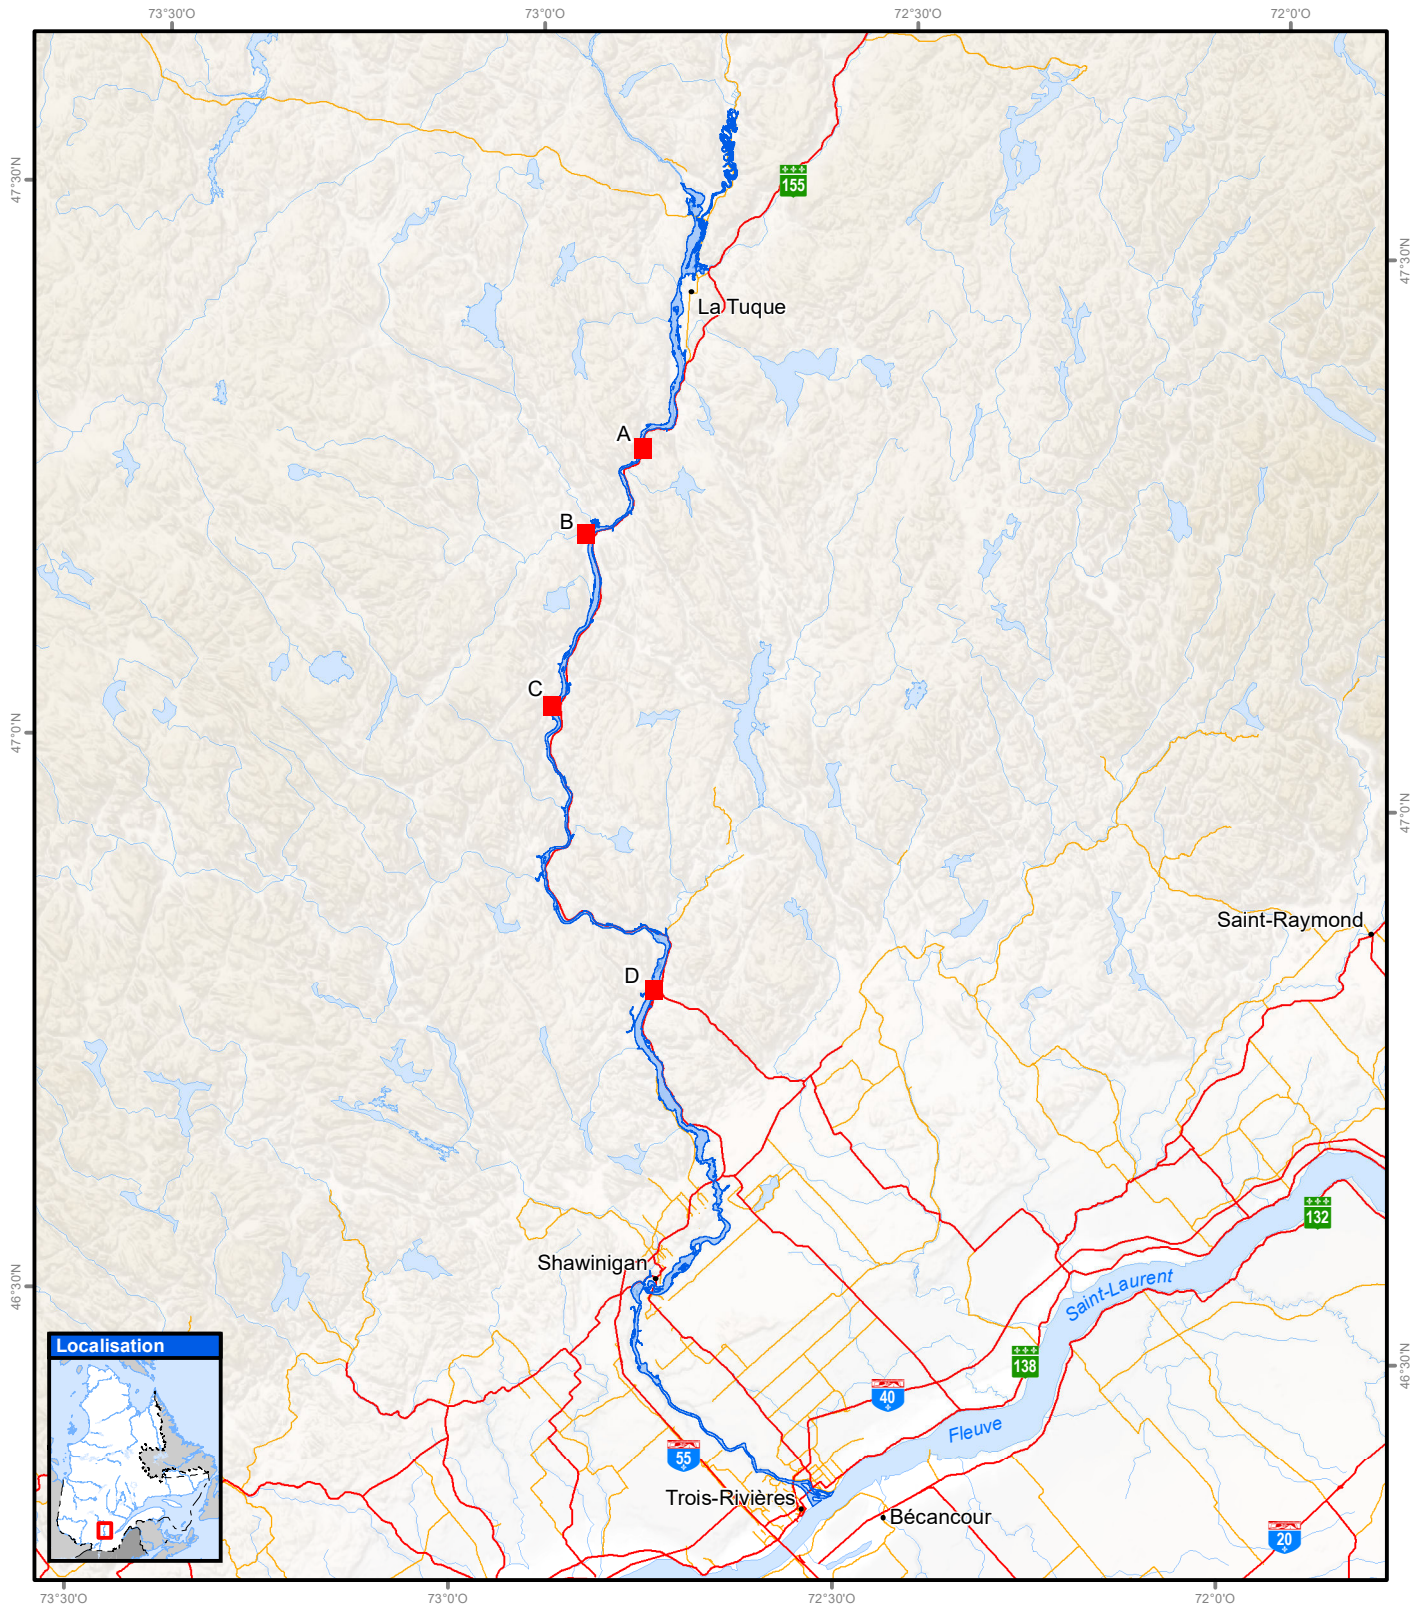 73°30'O
73°0'O
72°30'O
72°0'O
47°30'N
155
47°30'N
La Tuque
A
B
C
47°0'N
47°0'N
Saint-Raymond
D
132
Shawinigan
46°30'N
Saint-Laurent
Localisation
138
46°30'N
40
Fleuve
55
Trois-Rivières
Bécancour
20
73°30'O
73°0'O
72°30'O
72°0'O